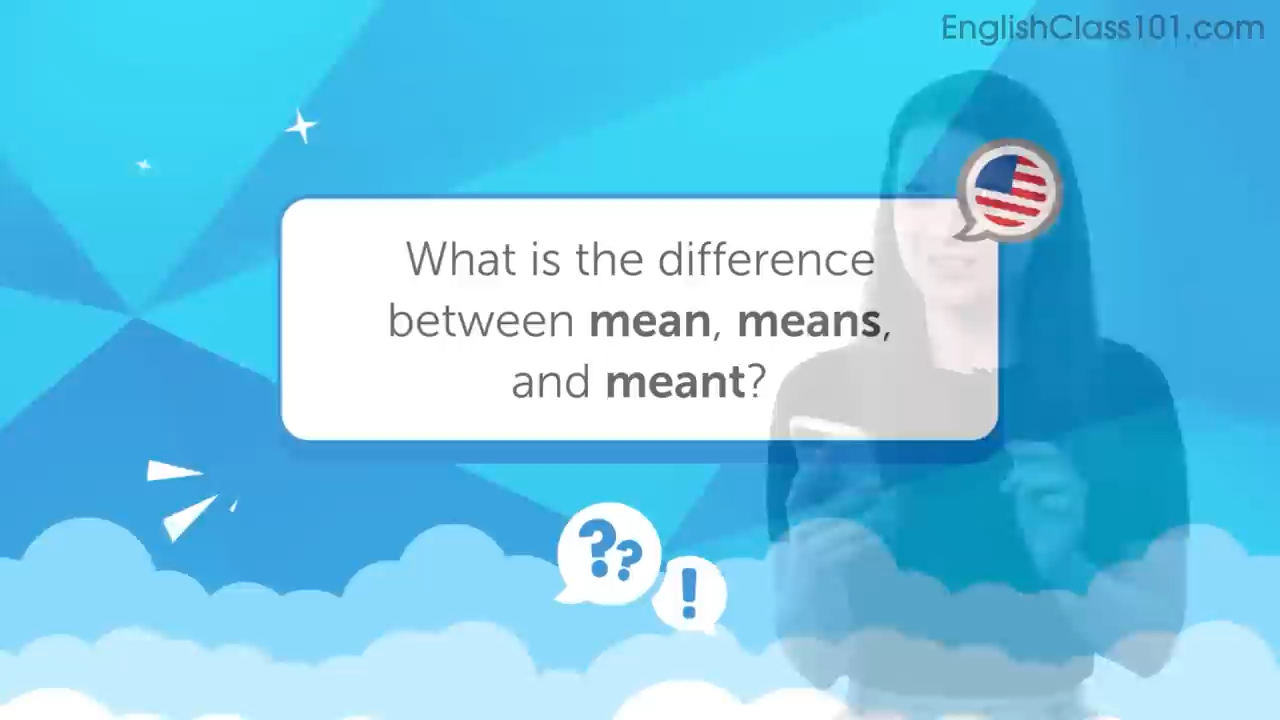 EnglishClass101.com
What is the difference
between mean, means,
and meant?
??
!